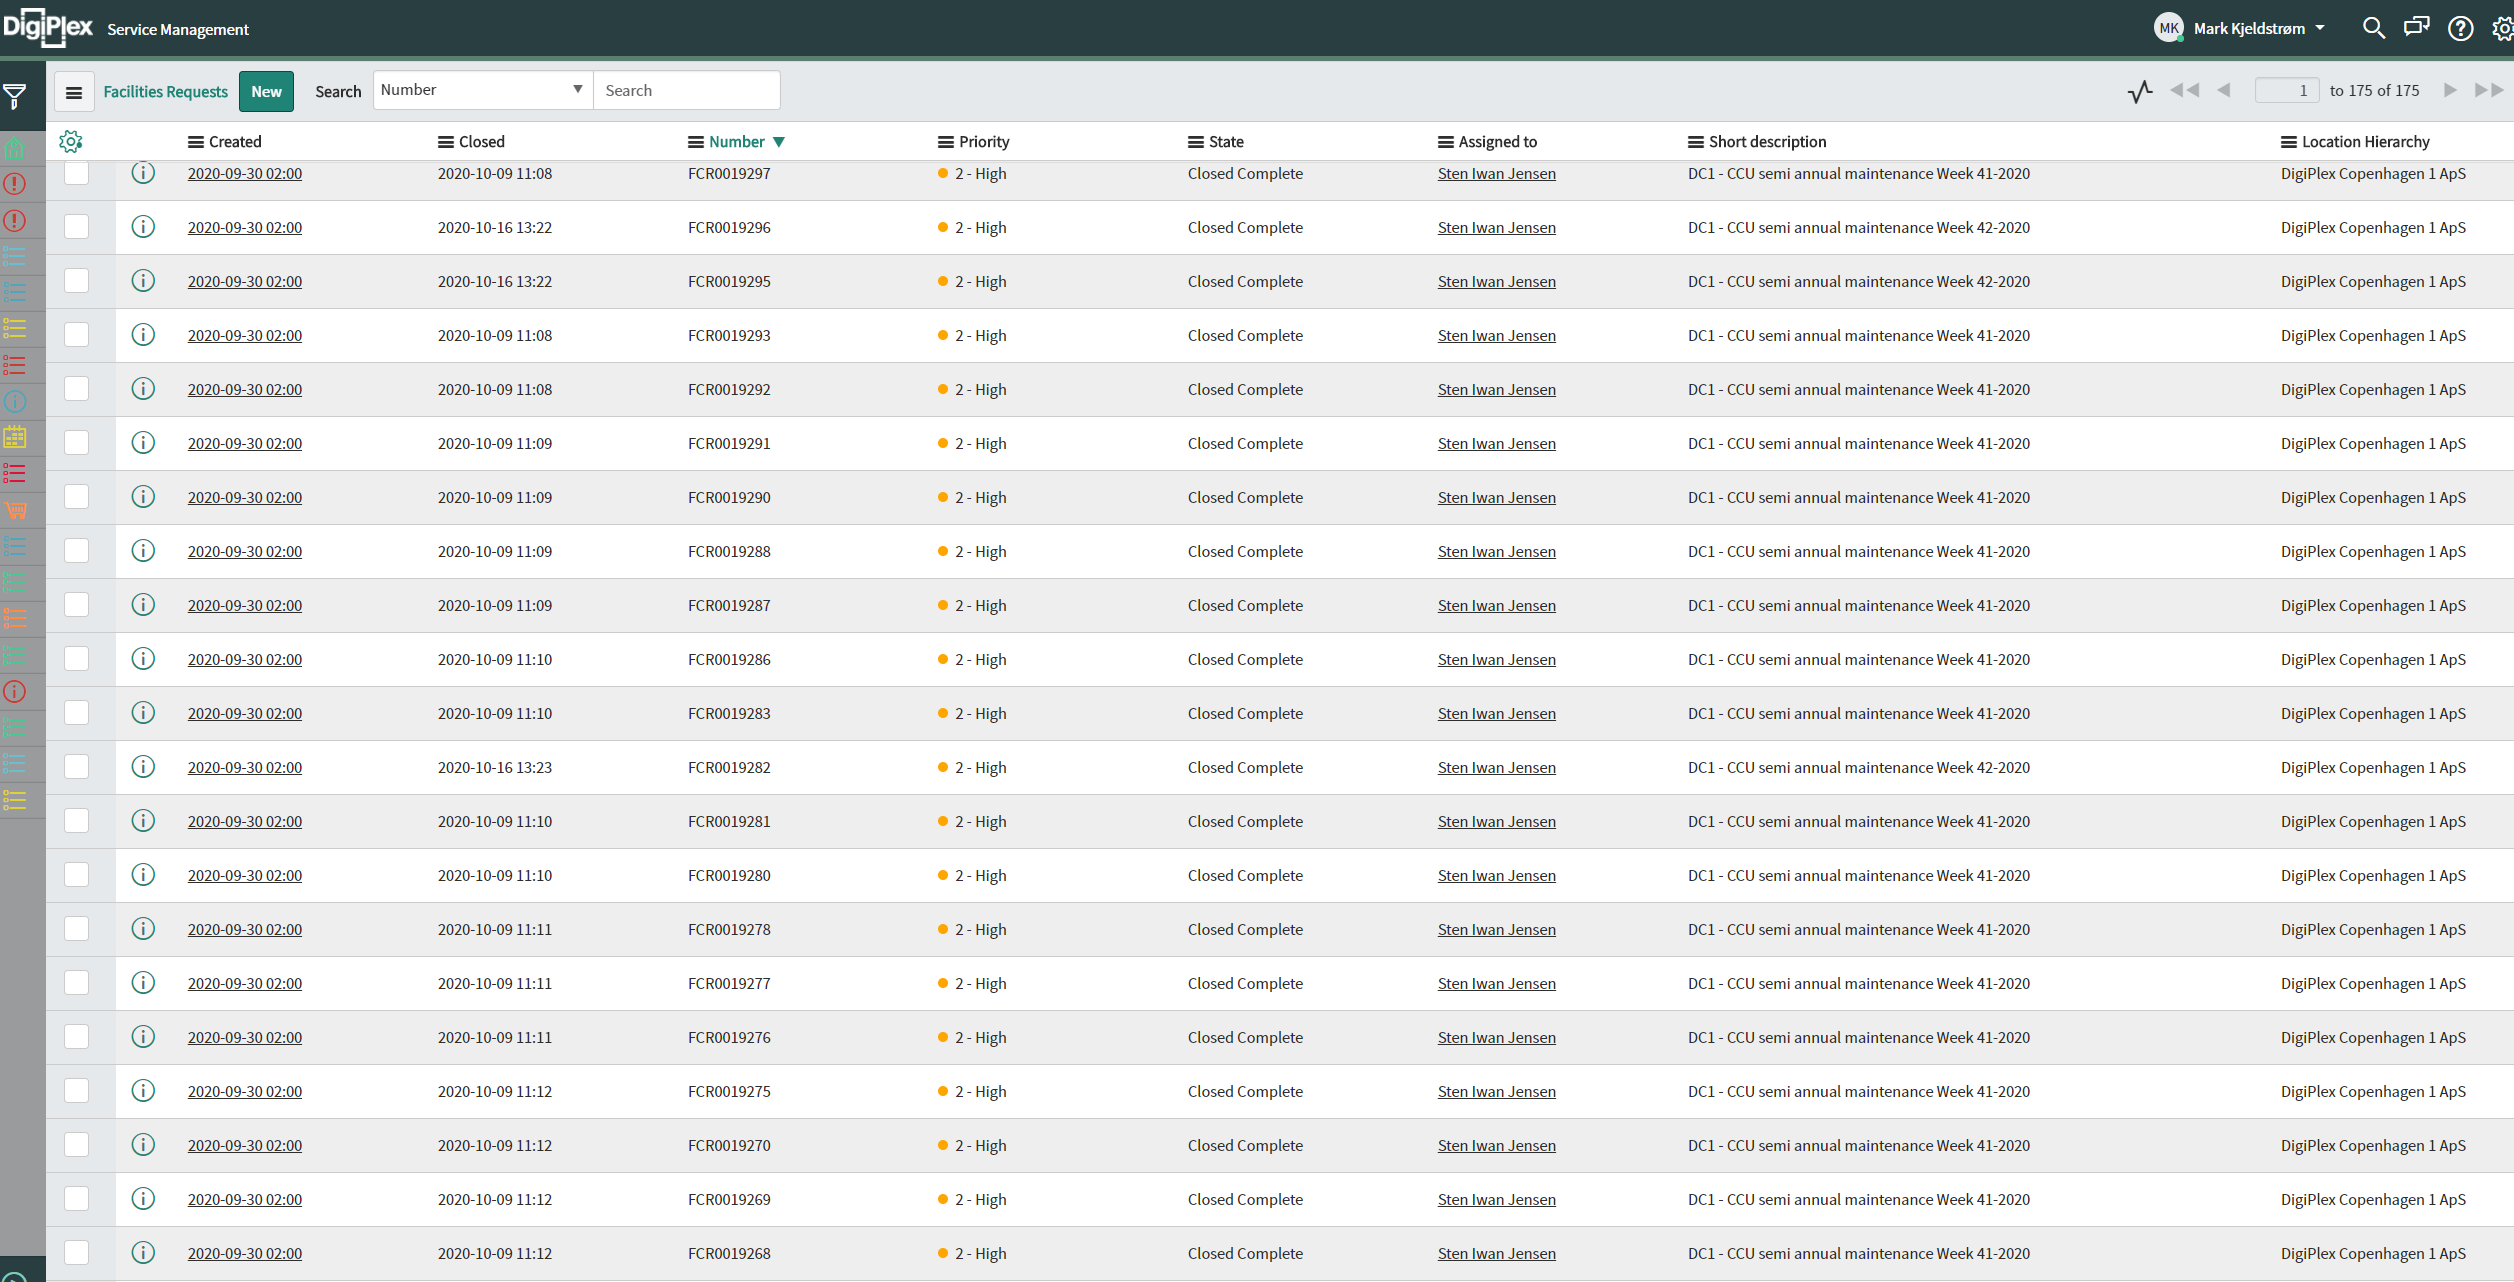 DigiPlex Service Management MK Mark Kjeldstrøm
Facilities Requests New Search Number Search 1 to 175 of 175
Created Closed Number Priority State Assigned to Short description Location Hierarchy
2020-09-30 02:00 2020-10-09 11:08 FCR0019297 2 - High Closed Complete Sten Iwan Jensen DC1 - CCU semi annual maintenance Week 41-2020 DigiPlex Copenhagen 1 ApS
2020-09-30 02:00 2020-10-16 13:22 FCR0019296 2 - High Closed Complete Sten Iwan Jensen DC1 - CCU semi annual maintenance Week 42-2020 DigiPlex Copenhagen 1 ApS
2020-09-30 02:00 2020-10-16 13:22 FCR0019295 2 - High Closed Complete Sten Iwan Jensen DC1 - CCU semi annual maintenance Week 42-2020 DigiPlex Copenhagen 1 ApS
2020-09-30 02:00 2020-10-09 11:08 FCR0019293 2 - High Closed Complete Sten Iwan Jensen DC1 - CCU semi annual maintenance Week 41-2020 DigiPlex Copenhagen 1 ApS
2020-09-30 02:00 2020-10-09 11:08 FCR0019292 2 - High Closed Complete Sten Iwan Jensen DC1 - CCU semi annual maintenance Week 41-2020 DigiPlex Copenhagen 1 ApS
2020-09-30 02:00 2020-10-09 11:09 FCR0019291 2 - High Closed Complete Sten Iwan Jensen DC1 - CCU semi annual maintenance Week 41-2020 DigiPlex Copenhagen 1 ApS
2020-09-30 02:00 2020-10-09 11:09 FCR0019290 2 - High Closed Complete Sten Iwan Jensen DC1 - CCU semi annual maintenance Week 41-2020 DigiPlex Copenhagen 1 ApS
2020-09-30 02:00 2020-10-09 11:09 FCR0019288 2 - High Closed Complete Sten Iwan Jensen DC1 - CCU semi annual maintenance Week 41-2020 DigiPlex Copenhagen 1 ApS
2020-09-30 02:00 2020-10-09 11:09 FCR0019287 2 - High Closed Complete Sten Iwan Jensen DC1 - CCU semi annual maintenance Week 41-2020 DigiPlex Copenhagen 1 ApS
2020-09-30 02:00 2020-10-09 11:10 FCR0019286 2 - High Closed Complete Sten Iwan Jensen DC1 - CCU semi annual maintenance Week 41-2020 DigiPlex Copenhagen 1 ApS
2020-09-30 02:00 2020-10-09 11:10 FCR0019283 2 - High Closed Complete Sten Iwan Jensen DC1 - CCU semi annual maintenance Week 41-2020 DigiPlex Copenhagen 1 ApS
2020-09-30 02:00 2020-10-16 13:23 FCR0019282 2 - High Closed Complete Sten Iwan Jensen DC1 - CCU semi annual maintenance Week 42-2020 DigiPlex Copenhagen 1 ApS
2020-09-30 02:00 2020-10-09 11:10 FCR0019281 2 - High Closed Complete Sten Iwan Jensen DC1 - CCU semi annual maintenance Week 41-2020 DigiPlex Copenhagen 1 ApS
2020-09-30 02:00 2020-10-09 11:10 FCR0019280 2 - High Closed Complete Sten Iwan Jensen DC1 - CCU semi annual maintenance Week 41-2020 DigiPlex Copenhagen 1 ApS
2020-09-30 02:00 2020-10-09 11:11 FCR0019278 2 - High Closed Complete Sten Iwan Jensen DC1 - CCU semi annual maintenance Week 41-2020 DigiPlex Copenhagen 1 ApS
2020-09-30 02:00 2020-10-09 11:11 FCR0019277 2 - High Closed Complete Sten Iwan Jensen DC1 - CCU semi annual maintenance Week 41-2020 DigiPlex Copenhagen 1 ApS
2020-09-30 02:00 2020-10-09 11:11 FCR0019276 2 - High Closed Complete Sten Iwan Jensen DC1 - CCU semi annual maintenance Week 41-2020 DigiPlex Copenhagen 1 ApS
2020-09-30 02:00 2020-10-09 11:12 FCR0019275 2 - High Closed Complete Sten Iwan Jensen DC1 - CCU semi annual maintenance Week 41-2020 DigiPlex Copenhagen 1 ApS
2020-09-30 02:00 2020-10-09 11:12 FCR0019270 2 - High Closed Complete Sten Iwan Jensen DC1 - CCU semi annual maintenance Week 41-2020 DigiPlex Copenhagen 1 ApS
2020-09-30 02:00 2020-10-09 11:12 FCR0019269 2 - High Closed Complete Sten Iwan Jensen DC1 - CCU semi annual maintenance Week 41-2020 DigiPlex Copenhagen 1 ApS
2020-09-30 02:00 2020-10-09 11:12 FCR0019268 2 - High Closed Complete Sten Iwan Jensen DC1 - CCU semi annual maintenance Week 41-2020 DigiPlex Copenhagen 1 ApS